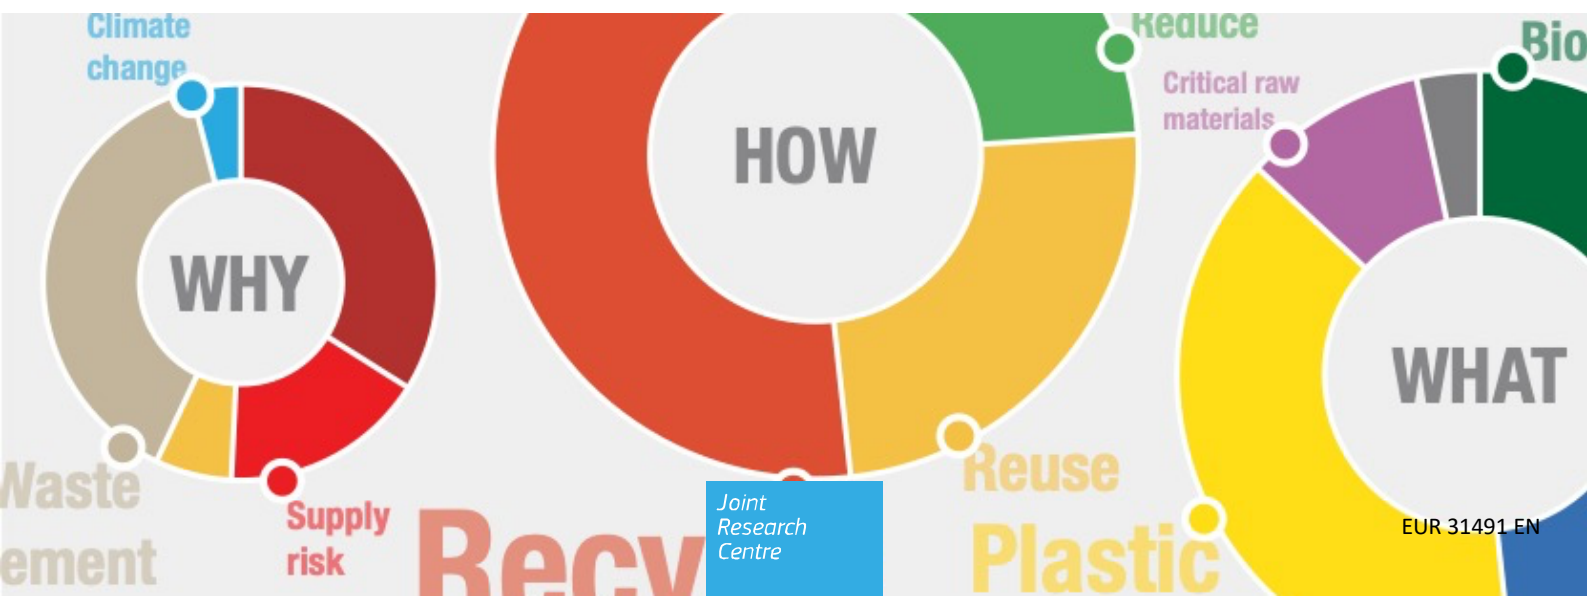 Climate
change
WHY
Waste
ement
Supply
risk
HOW
Recy
Reduce
Critical raw
materials
Reuse
Plastic
Bio
WHAT
Joint
Research
Centre
EUR 31491 EN